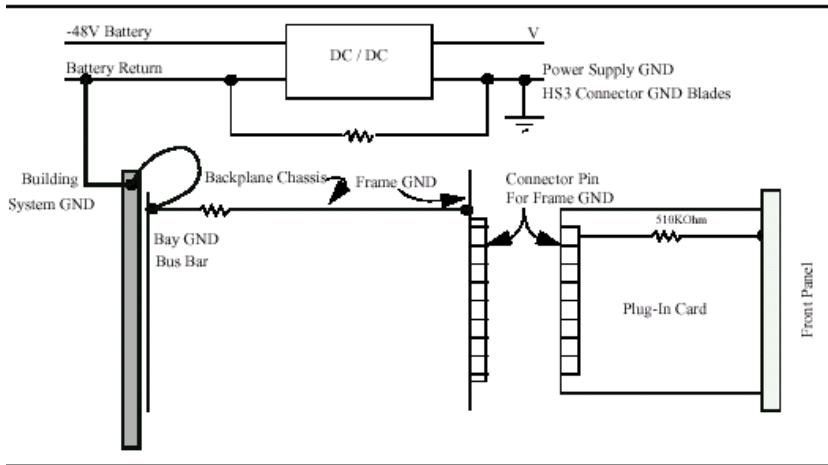 -48V Battery
DC / DC
V
Battery Return
Power Supply GND
HS3 Connector GND Blades
Building
System GND
Backplane Chassis
Frame GND
Connector Pin
For Frame GND
510KOhm
Bay GND
Bus Bar
Plug-In Card
Front Panel